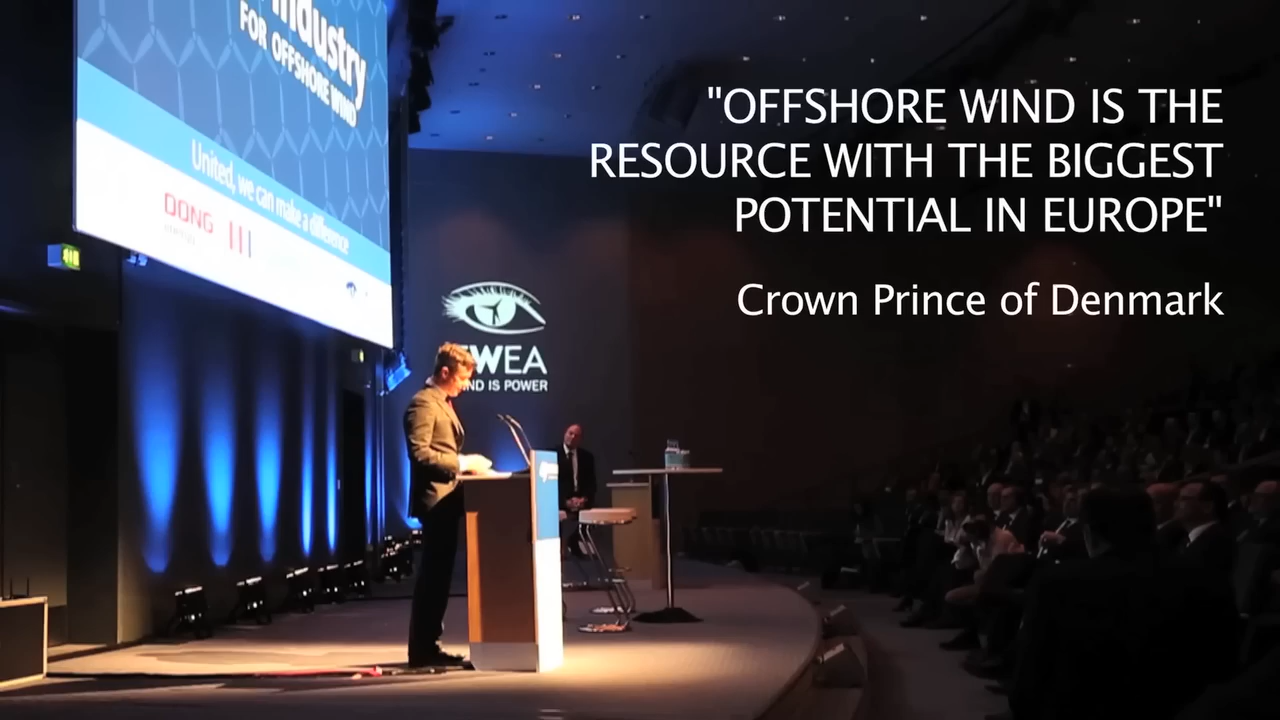 industry
FOR OFFSHORE WIND
United, we can make a difference
DONG
"OFFSHORE WIND IS THE
RESOURCE WITH THE BIGGEST
POTENTIAL IN EUROPE"
Crown Prince of Denmark
WEA
ND IS POWER